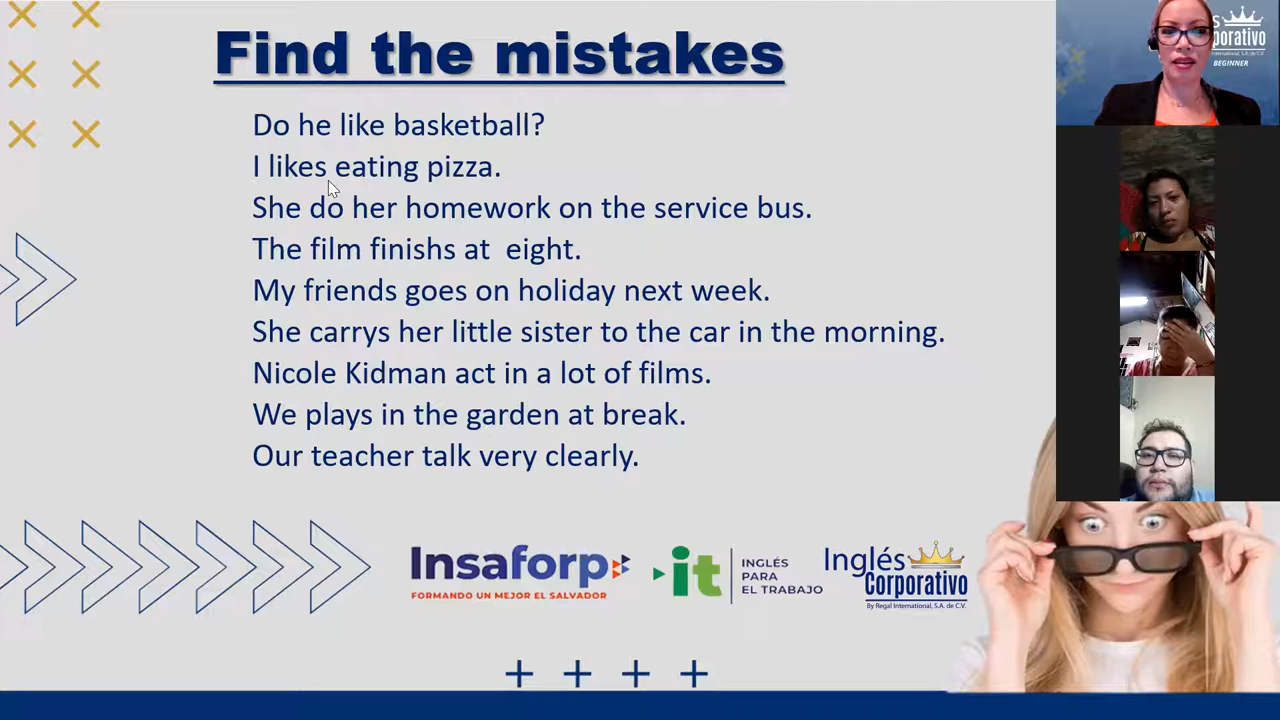 Find the mistakes
Do he like basketball?
I likes eating pizza.
She do her homework on the service bus.
The film finishs at  eight.
My friends goes on holiday next week.
She carrys her little sister to the car in the morning.
Nicole Kidman act in a lot of films.
We plays in the garden at break.
Our teacher talk very clearly.
Insaforp
FORMANDO UN MEJOR EL SALVADOR
it
INGLÉS
PARA
EL TRABAJO
Inglés
Corporativo
By Regal International, S.A. de C.V.
S
porativo
International, S.A. de C.V.
BEGINNER